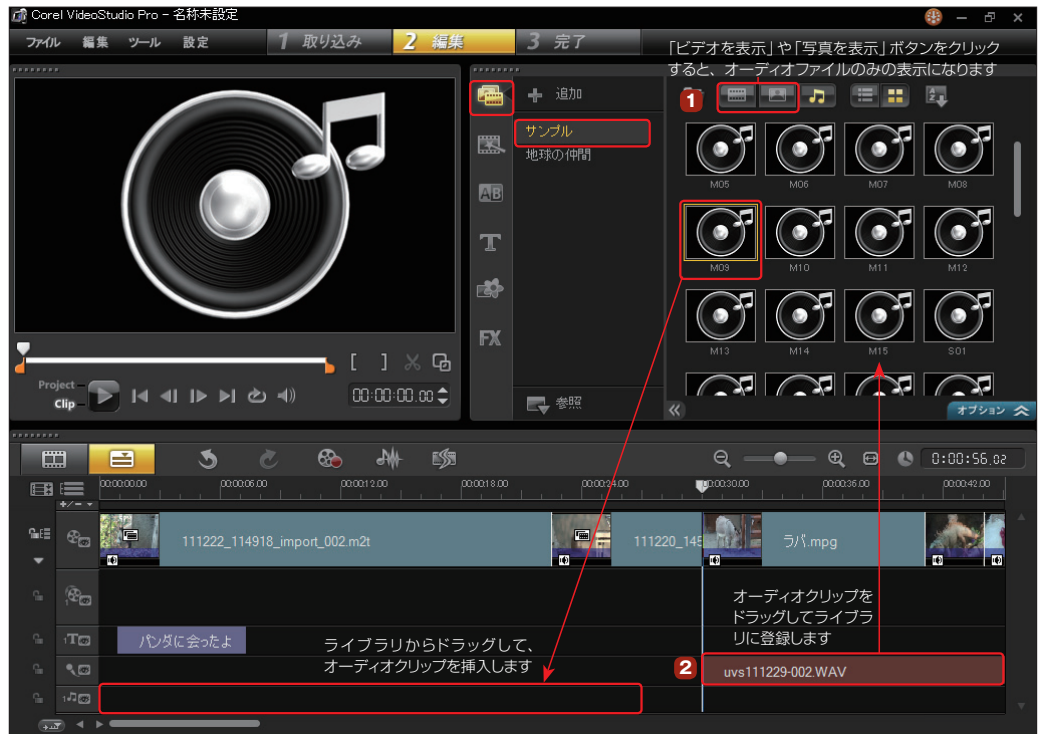 Corel VideoStudio Pro - 名称未設定
ファイル 編集 ツール 設定 1 取り込み 2 編集 3 完了
「ビデオを表示」や「写真を表示」ボタンをクリック
すると、オーディオファイルのみの表示になります
1
追加
サンプル
地球の仲間
AB
T
FX
参照
M05 M06 M07 M08
M09 M10 M11 M12
M13 M14 M15 S01
オプション
Project
Clip
00:00:00.00
0:00:56.02
00:00:00.00 00:00:06.00 00:00:12.00 00:00:18.00 00:00:24.00 00:00:30.00 00:00:36.00 00:00:42.00
111222_114918_import_002.m2t
111220_145
ラバ.mpg
オーディオクリップを
ドラッグしてライブラ
リに登録します
パンダに会ったよ
ライブラリからドラッグして、
オーディオクリップを挿入します
2
uvs111229-002.WAV